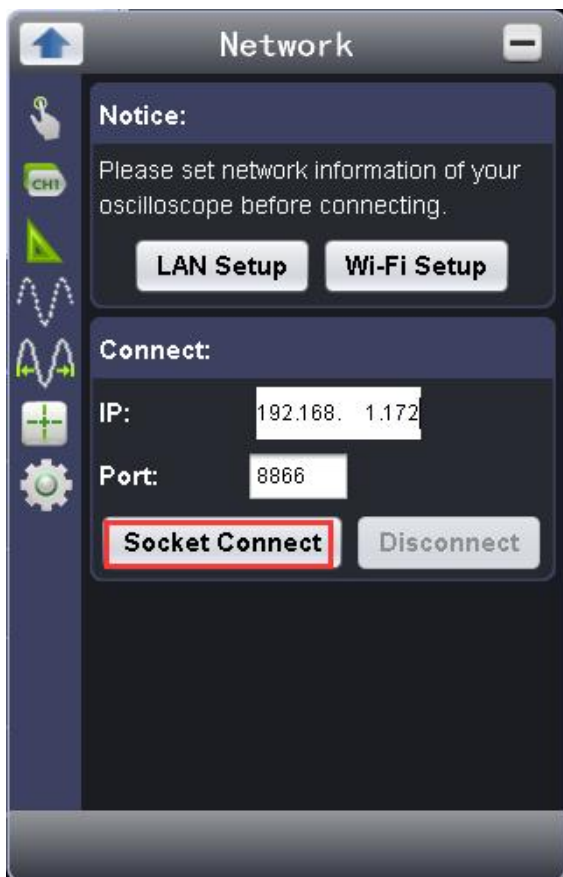 Network
CH1
Notice:
Please set network information of your
oscilloscope before connecting.
LAN Setup Wi-Fi Setup
Connect:
IP: 192.168. 1.172
Port: 8866
Socket Connect Disconnect